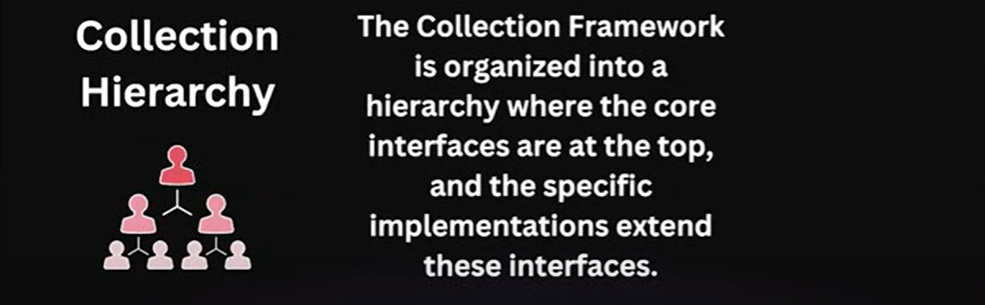 Collection
Hierarchy
The Collection Framework
is organized into a
hierarchy where the core
interfaces are at the top,
and the specific
implementations extend
these interfaces.